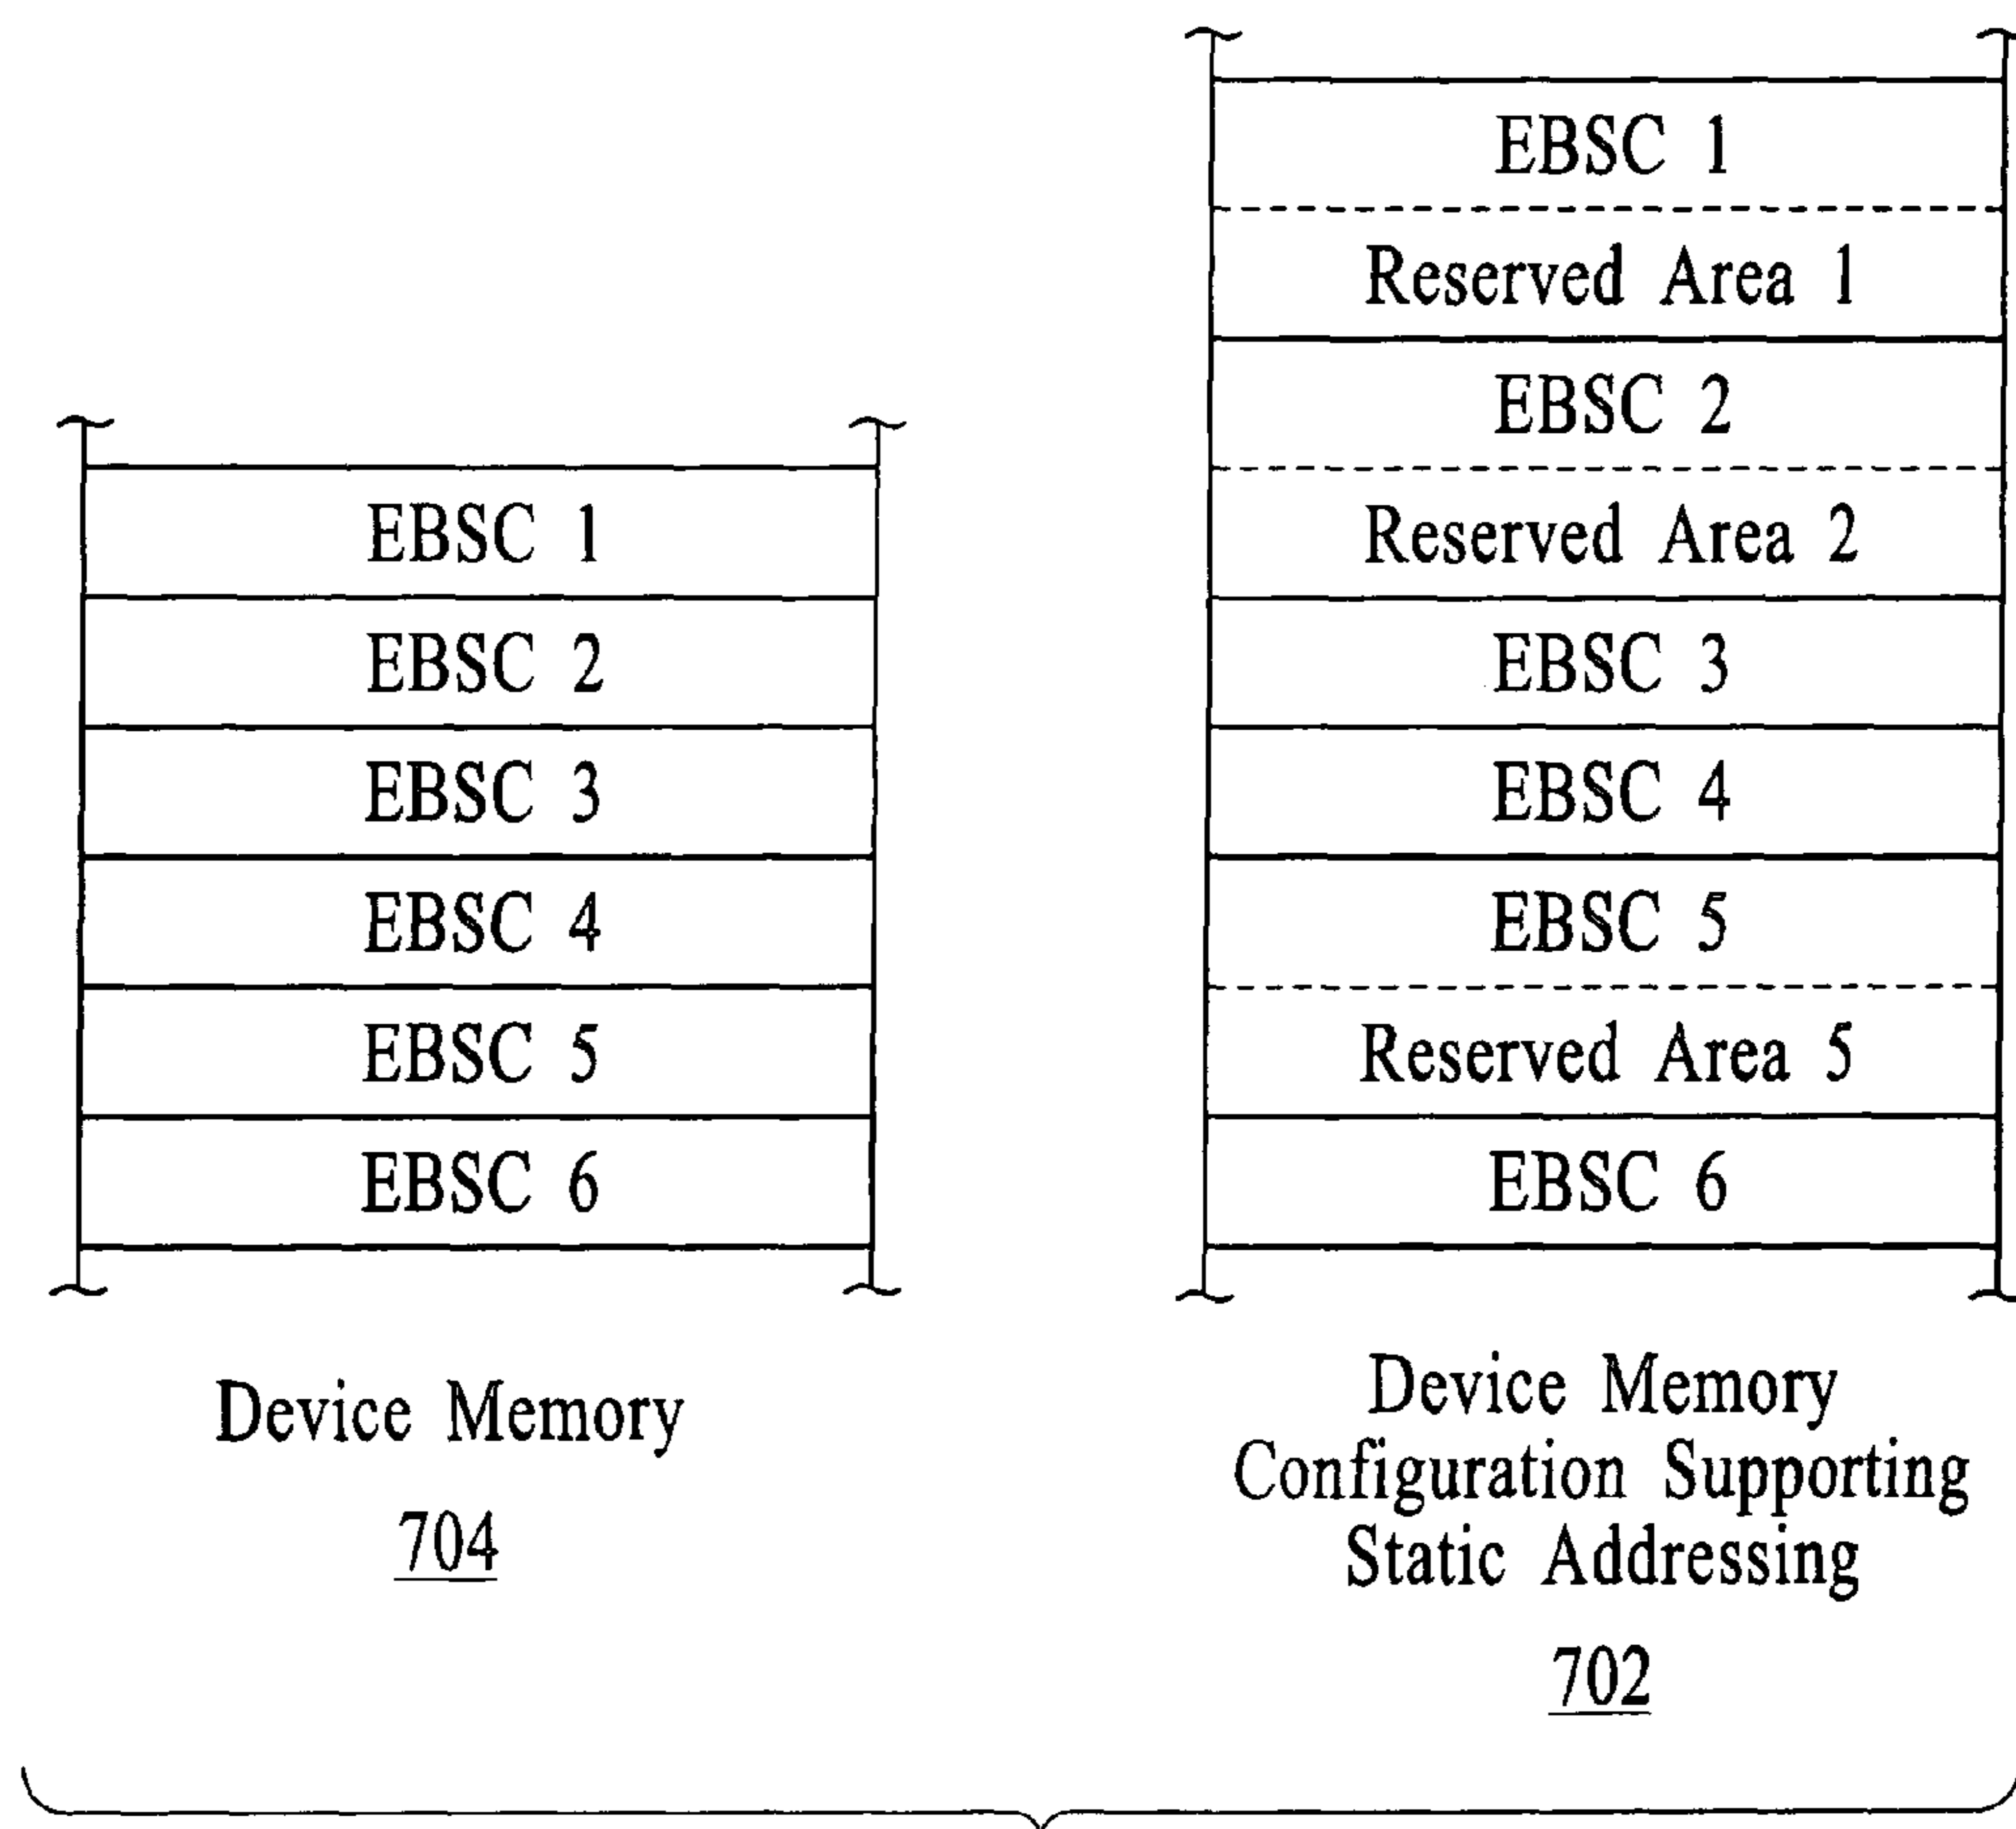 EBSC 1
EBSC 2
EBSC 3
EBSC 4
EBSC 5
EBSC 6
Device Memory
704
EBSC 1
Reserved Area 1
EBSC 2
Reserved Area 2
EBSC 3
EBSC 4
EBSC 5
Reserved Area 5
EBSC 6
Device Memory
Configuration Supporting
Static Addressing
702